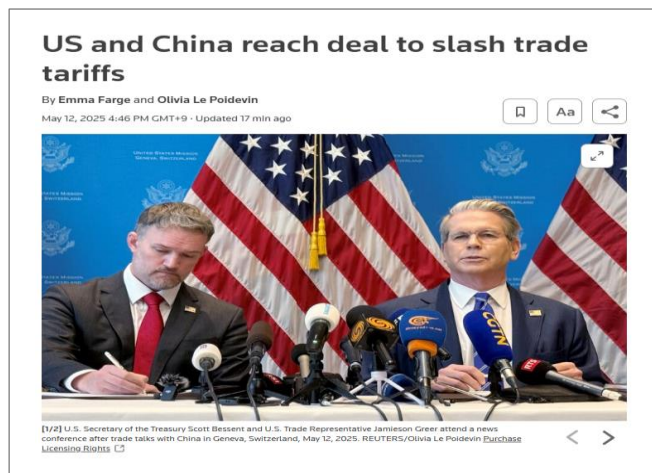 US and China reach deal to slash trade
tariffs
By Emma Farge and Olivia Le Poidevin
May 12, 2025 4:46 PM GMT+9 · Updated 17 min ago
Aa
UNITED STATES MISSION
GENEVA, SWITZERLAND
CGTN
RTS
[1/2] U.S. Secretary of the Treasury Scott Bessent and U.S. Trade Representative Jamieson Greer attend a news
conference after trade talks with China in Geneva, Switzerland, May 12, 2025. REUTERS/Olivia Le Poidevin Purchase
Licensing Rights